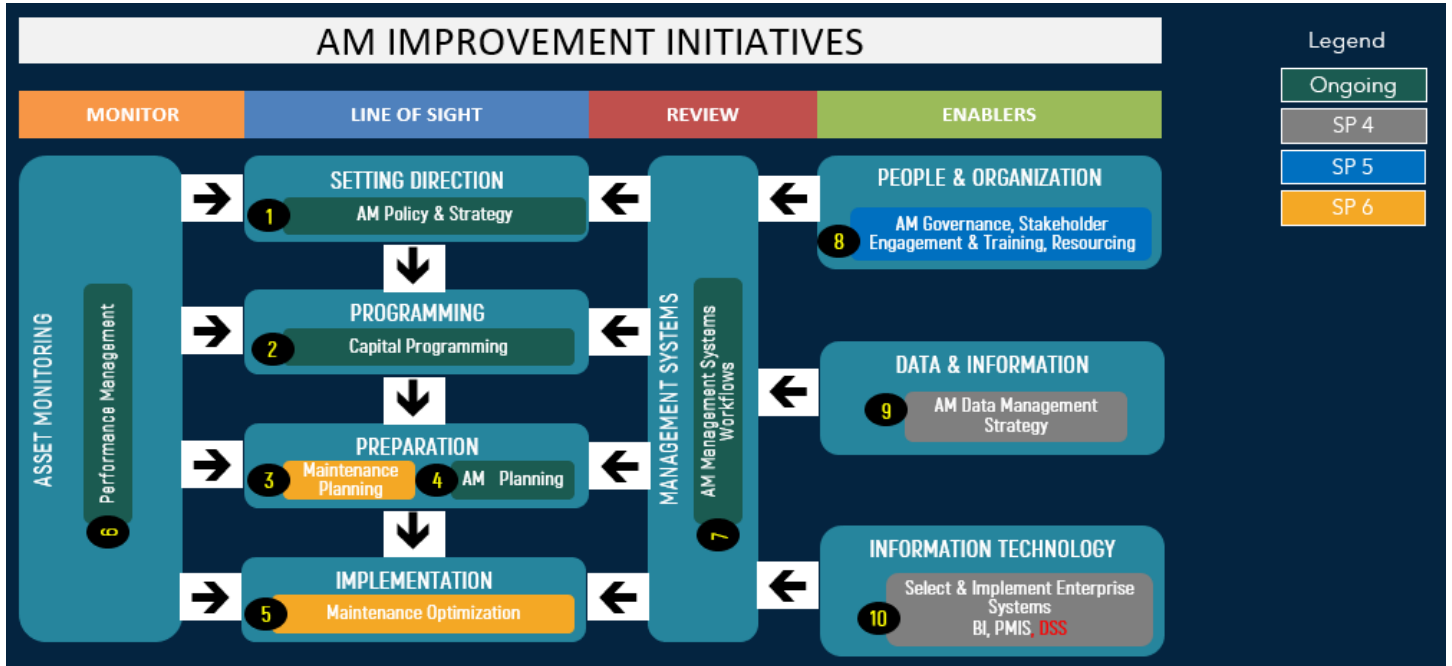 AM IMPROVEMENT INITIATIVES
Legend
Ongoing
SP 4
SP 5
SP 6
MONITOR
LINE OF SIGHT
REVIEW
ENABLERS
ASSET MONITORING
Performance Management
6
SETTING DIRECTION
1
AM Policy & Strategy
PROGRAMMING
2
Capital Programming
PREPARATION
3
Maintenance
Planning
4
AM Planning
IMPLEMENTATION
5
Maintenance Optimization
MANAGEMENT SYSTEMS
AM Management Systems
Workflows
7
PEOPLE & ORGANIZATION
8
AM Governance, Stakeholder
Engagement & Training, Resourcing
DATA & INFORMATION
9
AM Data Management
Strategy
INFORMATION TECHNOLOGY
10
Select & Implement Enterprise
Systems
BI, PMIS, DSS